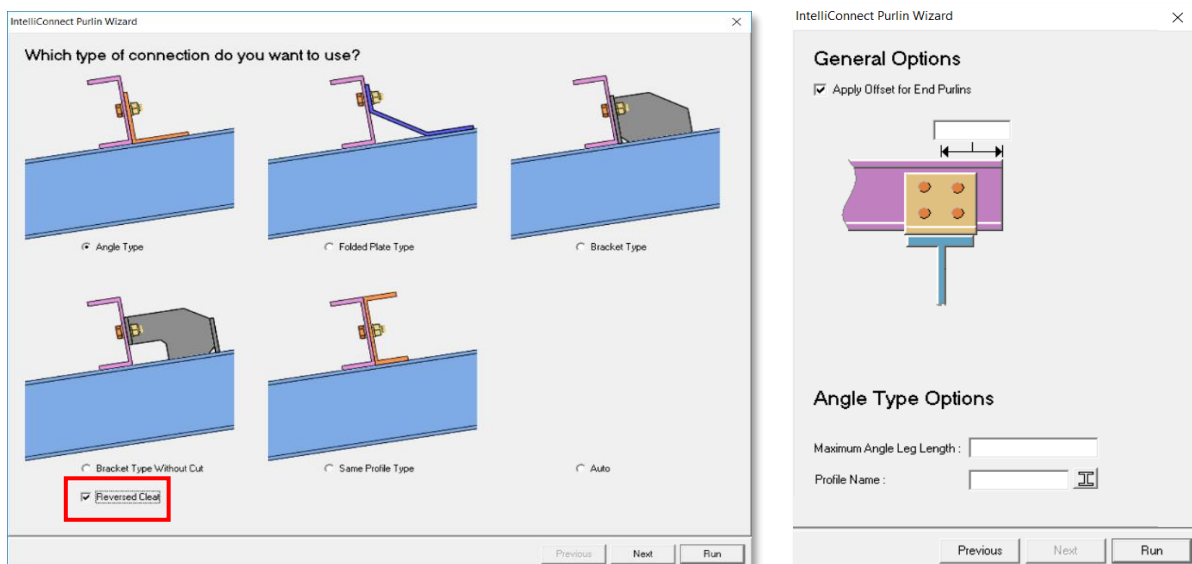 IntelliConnect Purlin Wizard
Which type of connection do you want to use?
Angle Type
Folded Plate Type
Bracket Type
Bracket Type Without Cut
Same Profile Type
Auto
Reversed Cleat
Previous
Next
Run
IntelliConnect Purlin Wizard
General Options
Apply Offset for End Purlins
Angle Type Options
Maximum Angle Leg Length :
Profile Name :
Previous
Next
Run